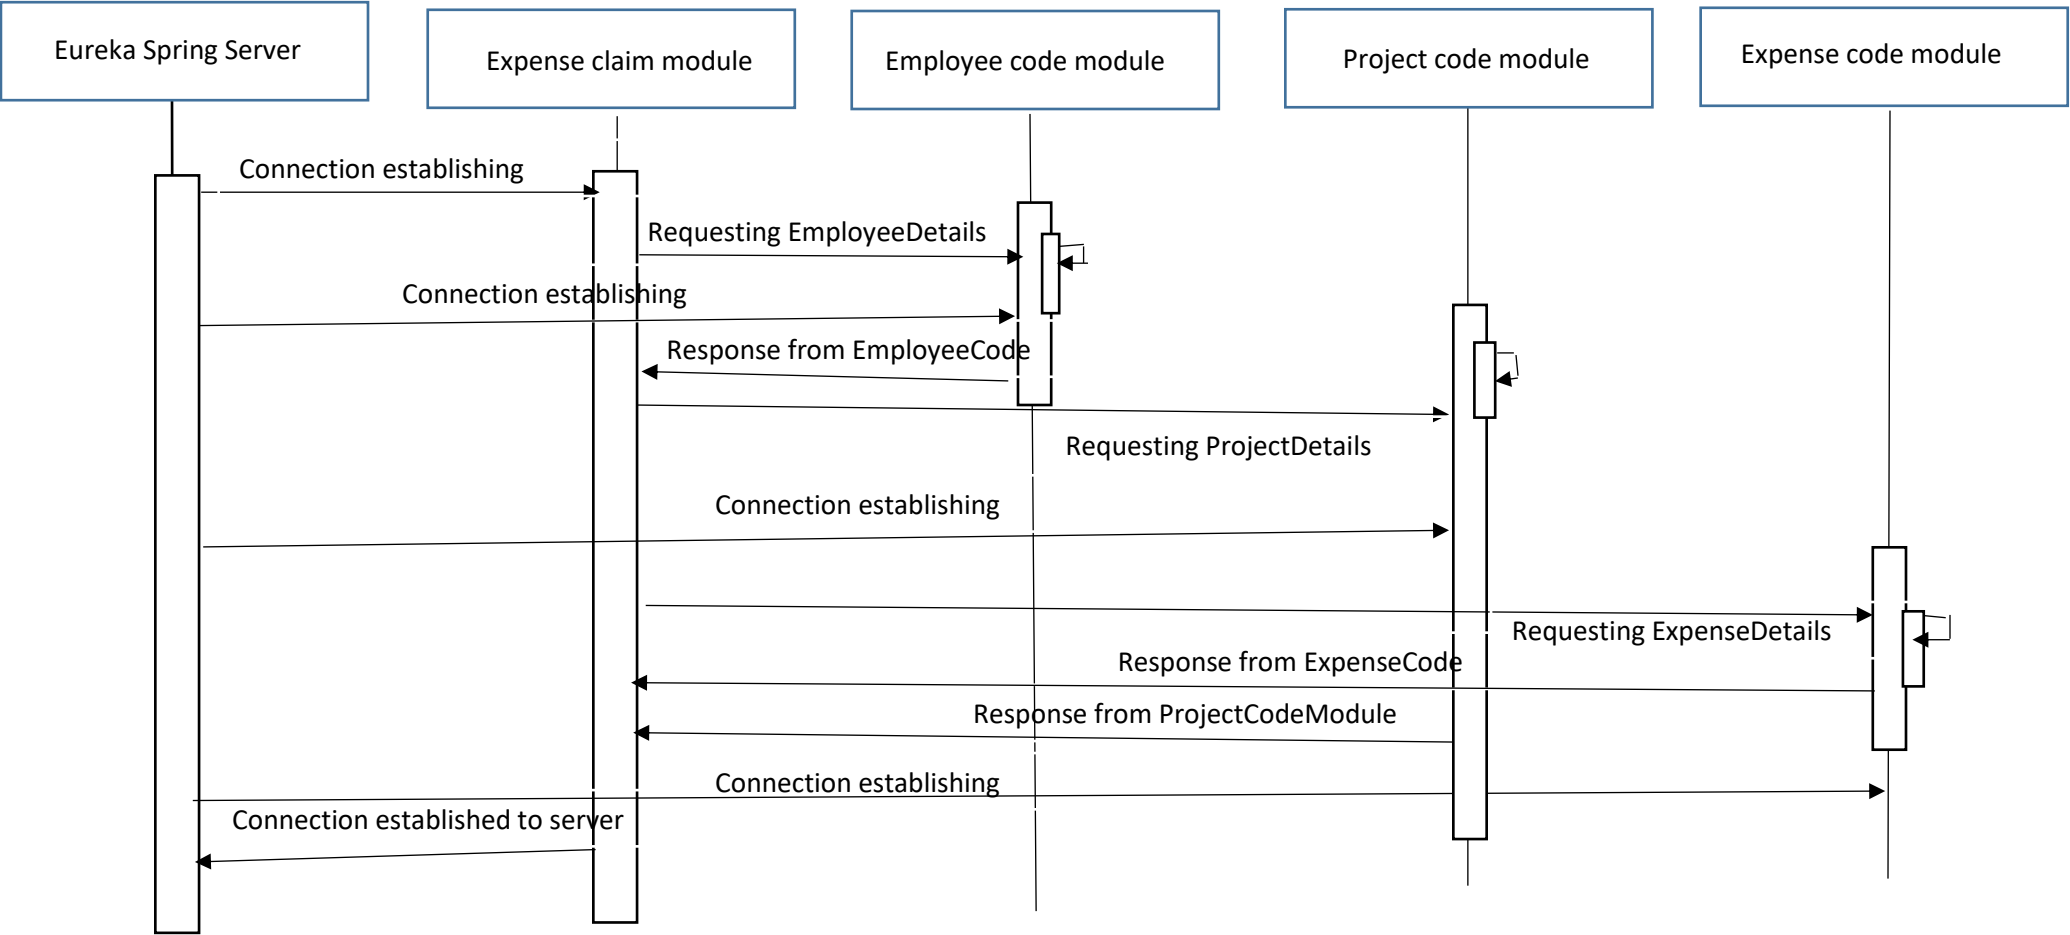 Eureka Spring Server
Expense claim module
Employee code module
Project code module
Expense code module
Connection establishing
Requesting EmployeeDetails
Connection establishing
Response from EmployeeCode
Requesting ProjectDetails
Connection establishing
Requesting ExpenseDetails
Response from ExpenseCode
Response from ProjectCodeModule
Connection establishing
Connection established to server